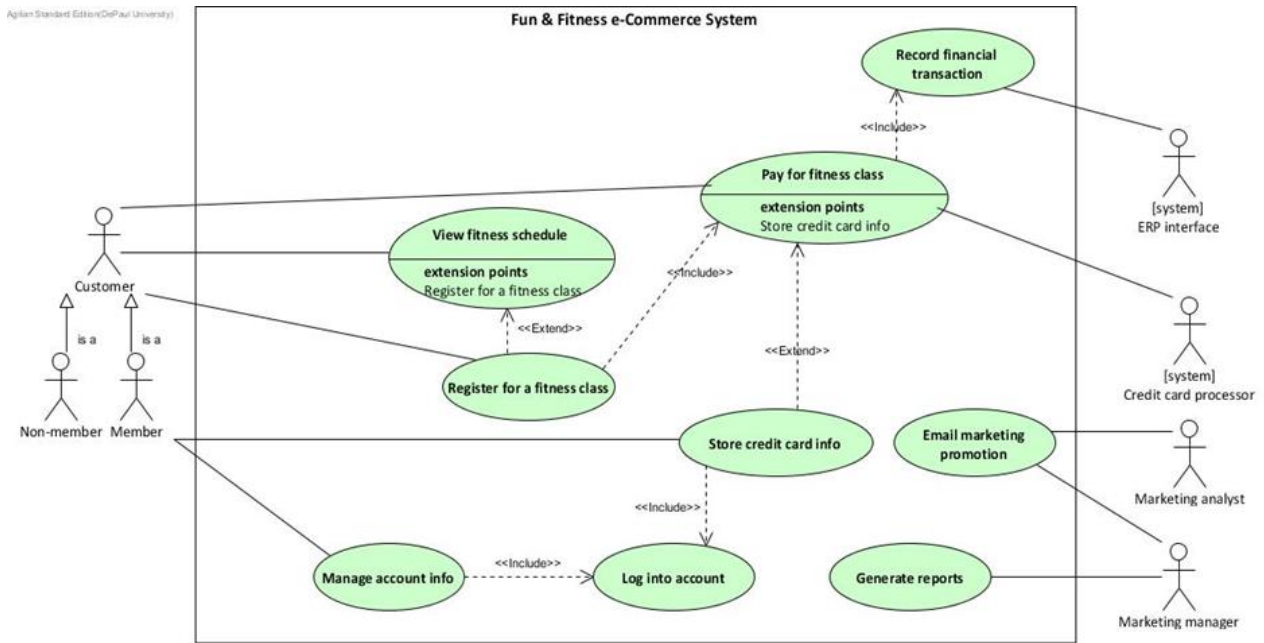 Agilian Standard Edition(DePaul University)
Fun & Fitness e-Commerce System
Record financial
transaction
<<Include>>
Pay for fitness class
extension points
Store credit card info
[system]
ERP interface
View fitness schedule
extension points
Register for a fitness class
Customer
<<Include>>
<<Extend>>
is a
is a
<<Extend>>
Register for a fitness class
[system]
Credit card processor
Non-member
Member
Store credit card info
Email marketing
promotion
Marketing analyst
<<Include>>
<<Include>>
Manage account info
Log into account
Generate reports
Marketing manager